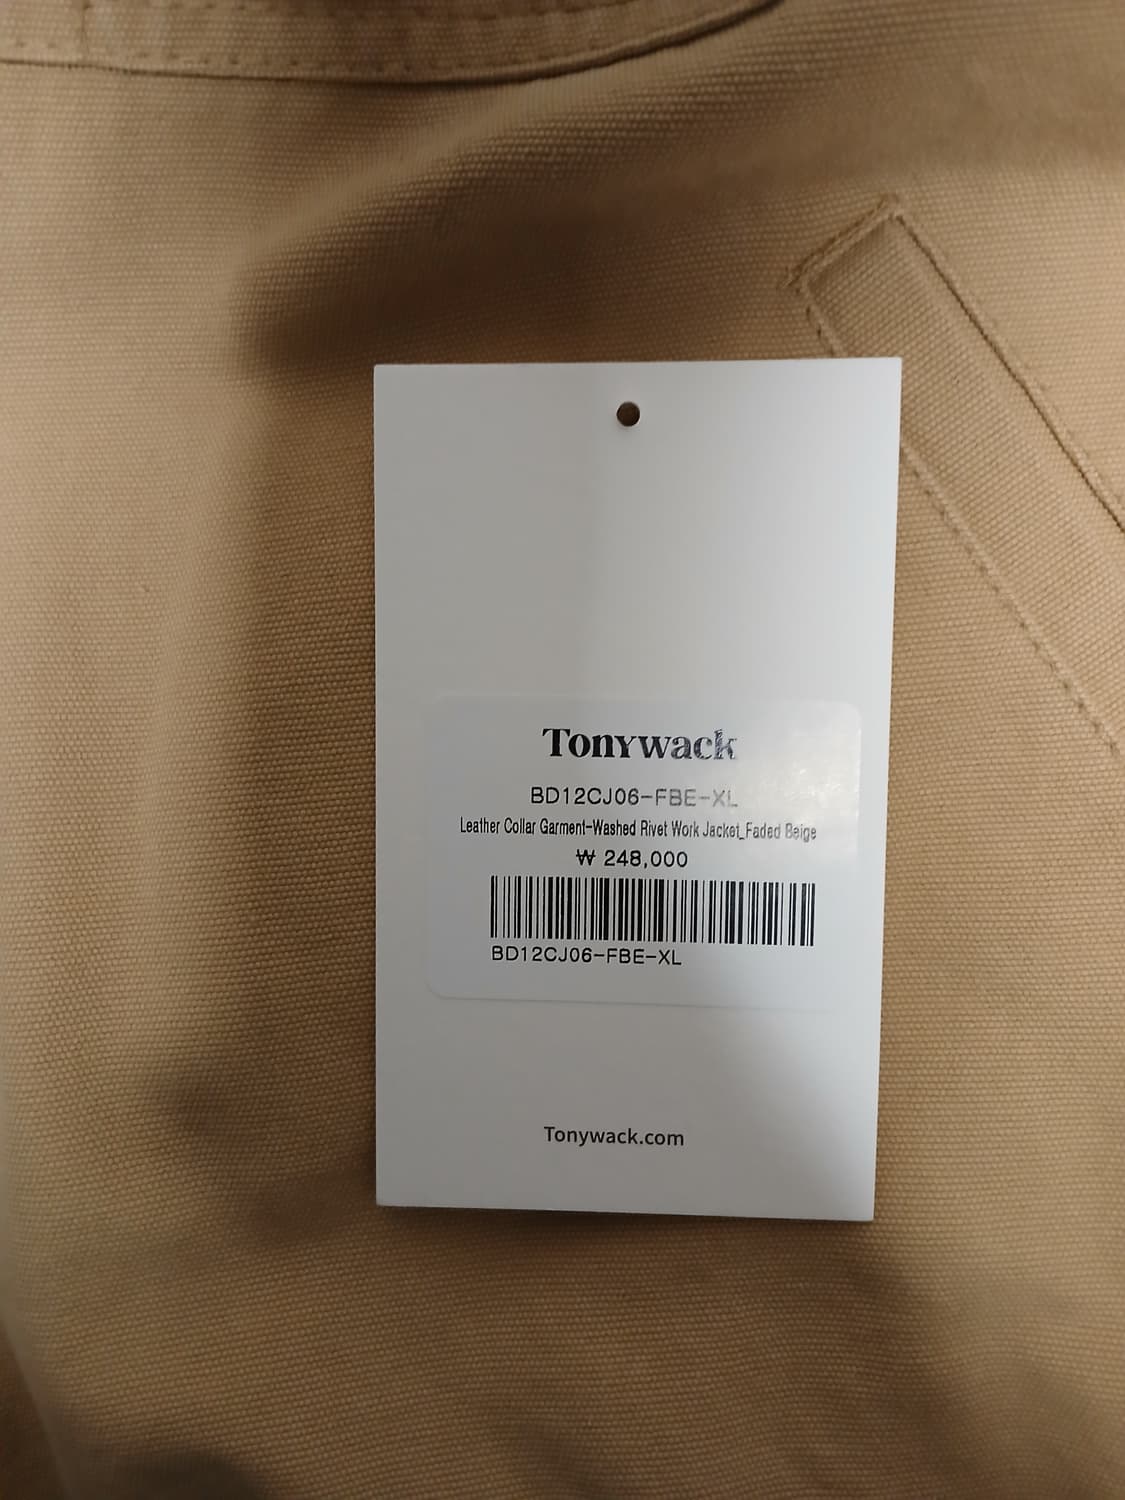 Tonywack
BD12CJ06-FBE-XL
Leather Collar Garment-Washed Rivet Work Jacket_Faded Beige
₩ 248,000
BD12CJ06-FBE-XL
Tonywack.com